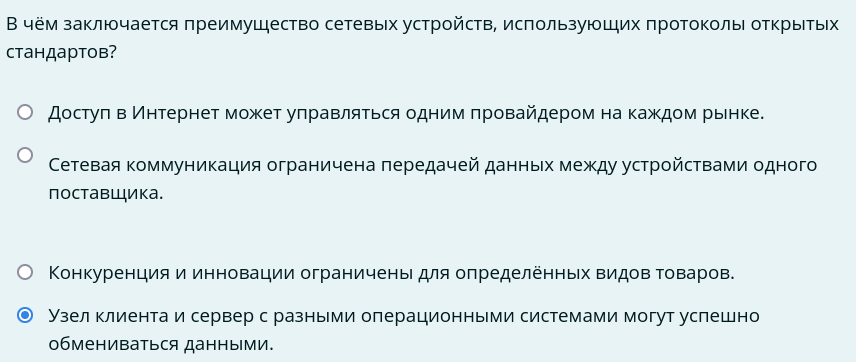 В чём заключается преимущество сетевых устройств, использующих протоколы открытых
стандартов?
Доступ в Интернет может управляться одним провайдером на каждом рынке.
Сетевая коммуникация ограничена передачей данных между устройствами одного
поставщика.
Конкуренция и инновации ограничены для определённых видов товаров.
Узел клиента и сервер с разными операционными системами могут успешно
обмениваться данными.